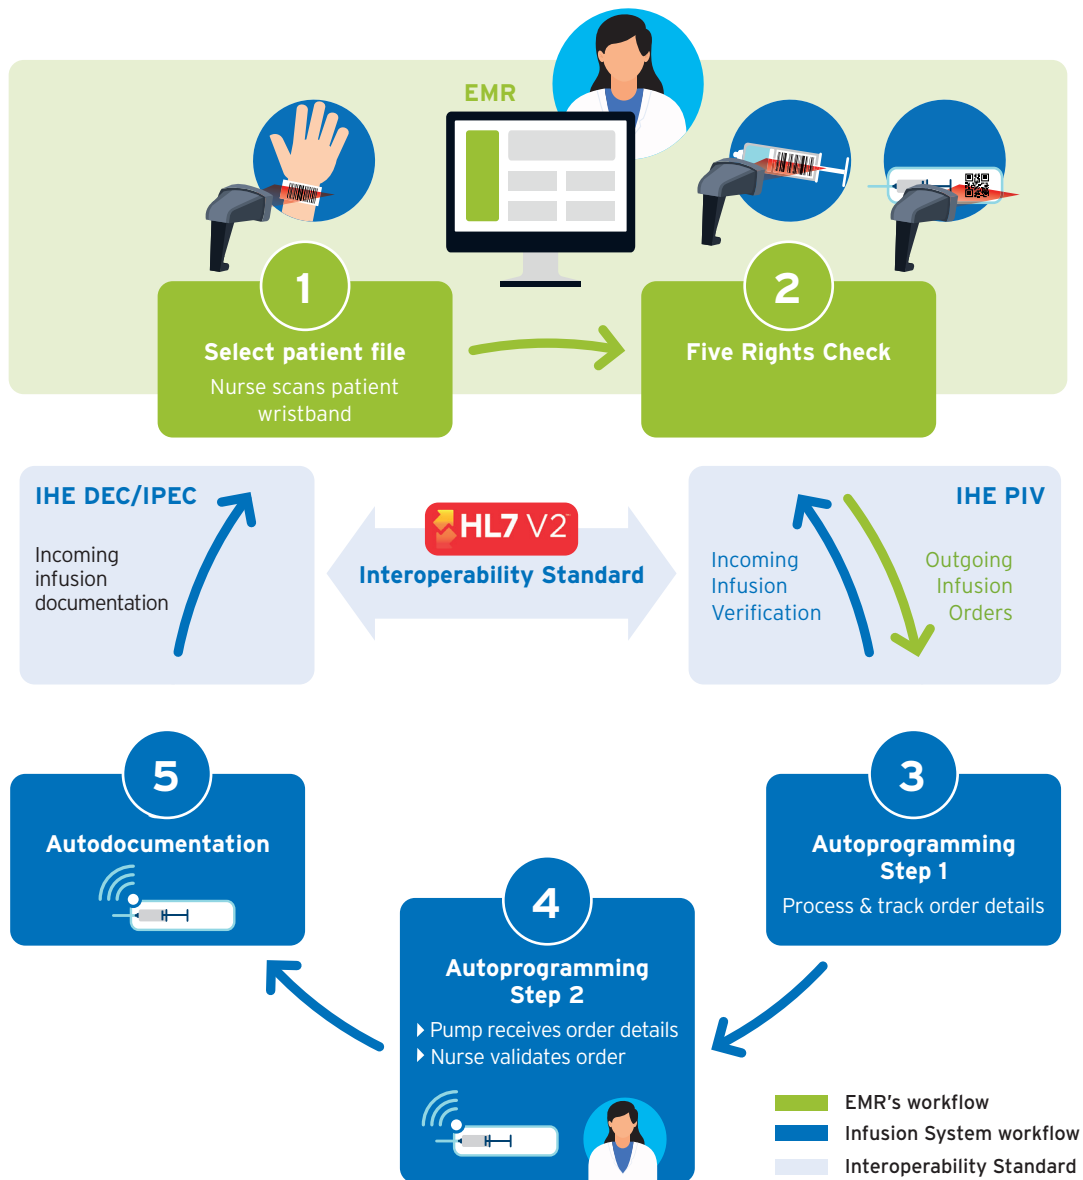 EMR
1
Select patient file
Nurse scans patient
wristband
2
Five Rights Check
IHE DEC/IPEC
Incoming
infusion
documentation
HL7 V2™
Interoperability Standard
IHE PIV
Incoming
Infusion
Verification
Outgoing
Infusion
Orders
3
Autoprogramming
Step 1
Process & track order details
4
Autoprogramming
Step 2
Pump receives order details
Nurse validates order
5
Autodocumentation
EMR's workflow
Infusion System workflow
Interoperability Standard